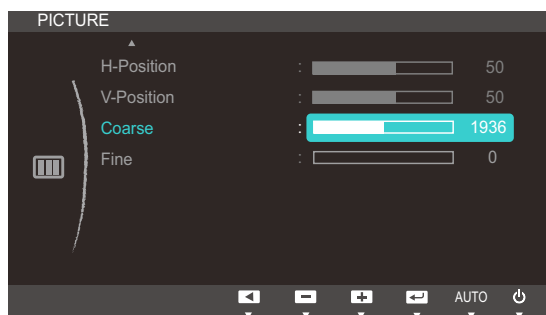 PICTURE
H-Position : 50
V-Position : 50
Coarse : 1936
Fine : 0
AUTO